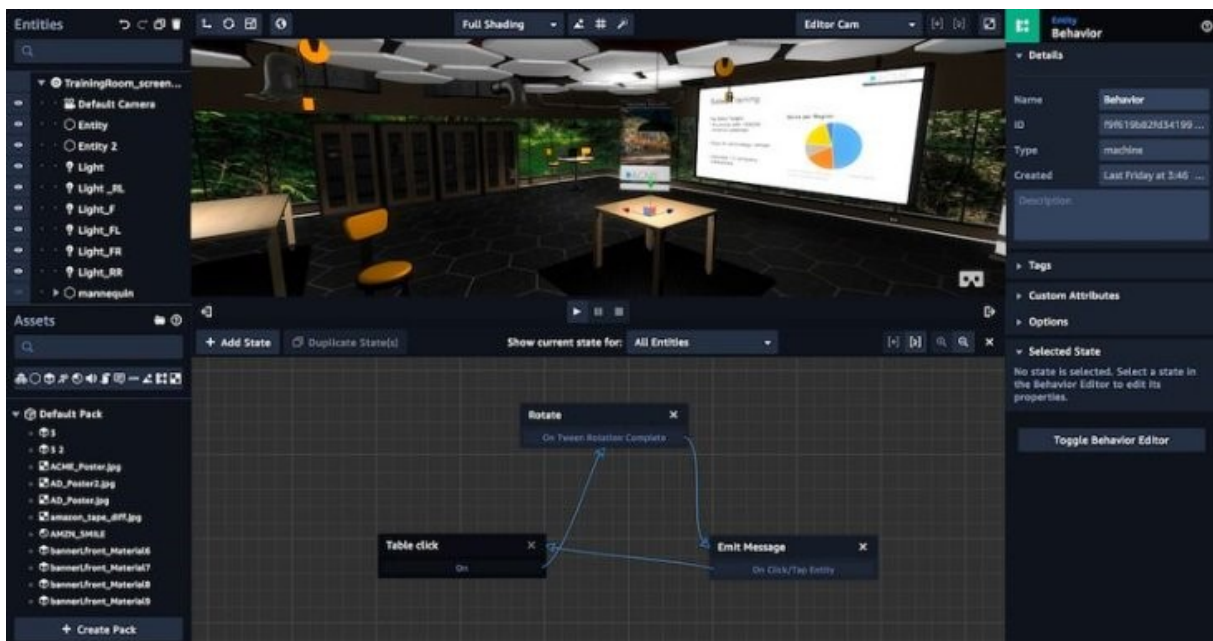 Entities
TrainingRoom_screen...
Default Camera
Entity
Entity 2
Light
Light _RL
Light_F
Light_FL
Light_FR
Light_RR
mannequin
Assets
Default Pack
ACME_Poster.jpg
AD_Poster2.jpg
AD_Poster.jpg
amazon_tape_diff.jpg
AMZN_SMILE
bannerLfront_Material6
bannerLfront_Material7
bannerLfront_Material8
bannerLfront_Material9
+ Create Pack
Full Shading
Editor Cam
ACME
+ Add State
Duplicate State(s)
Show current state for: All Entities
Rotate
On Tween Rotation Complete
Table click
On
Emit Message
On Click/Tap Entity
Entity
Behavior
Details
Name Behavior
ID
Type machine
Created Last Friday at 3:46 ...
Description
Tags
Custom Attributes
Options
Selected State
No state is selected. Select a state in
the Behavior Editor to edit its
properties.
Toggle Behavior Editor